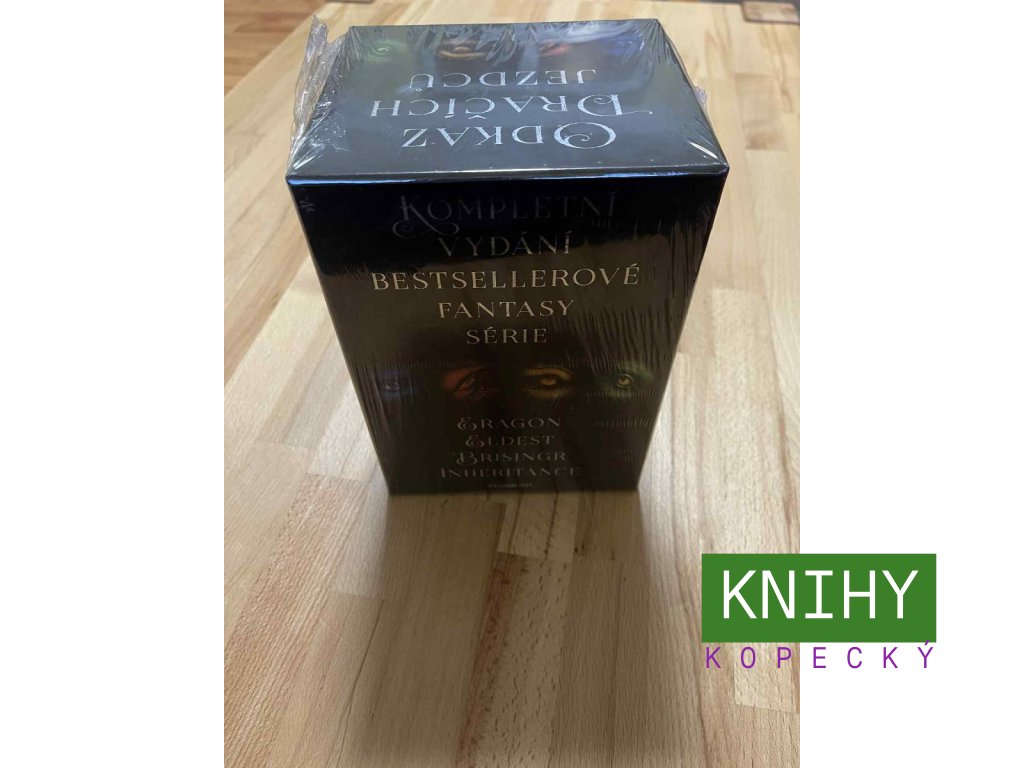 ODKAZ
DRAČÍCH
JEZDCŮ
KOMPLETNÍ
VYDÁNÍ
BESTSELLEROVÉ
FANTASY
SÉRIE
ERAGON
ELDEST
BRISINGR
INHERITANCE
KNIHY
KOPECKÝ